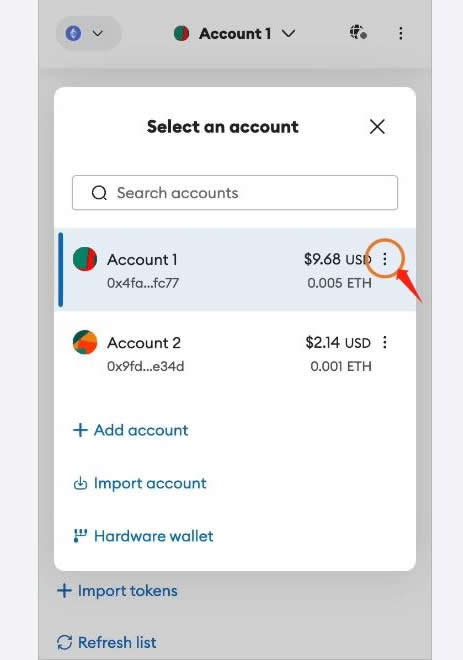 Account 1
Select an account
Search accounts
Account 1 $9.68 USD
0x4fa...fc77 0.005 ETH
Account 2 $2.14 USD
0x9fd...e34d 0.001 ETH
+ Add account
Import account
Hardware wallet
+ Import tokens
Refresh list